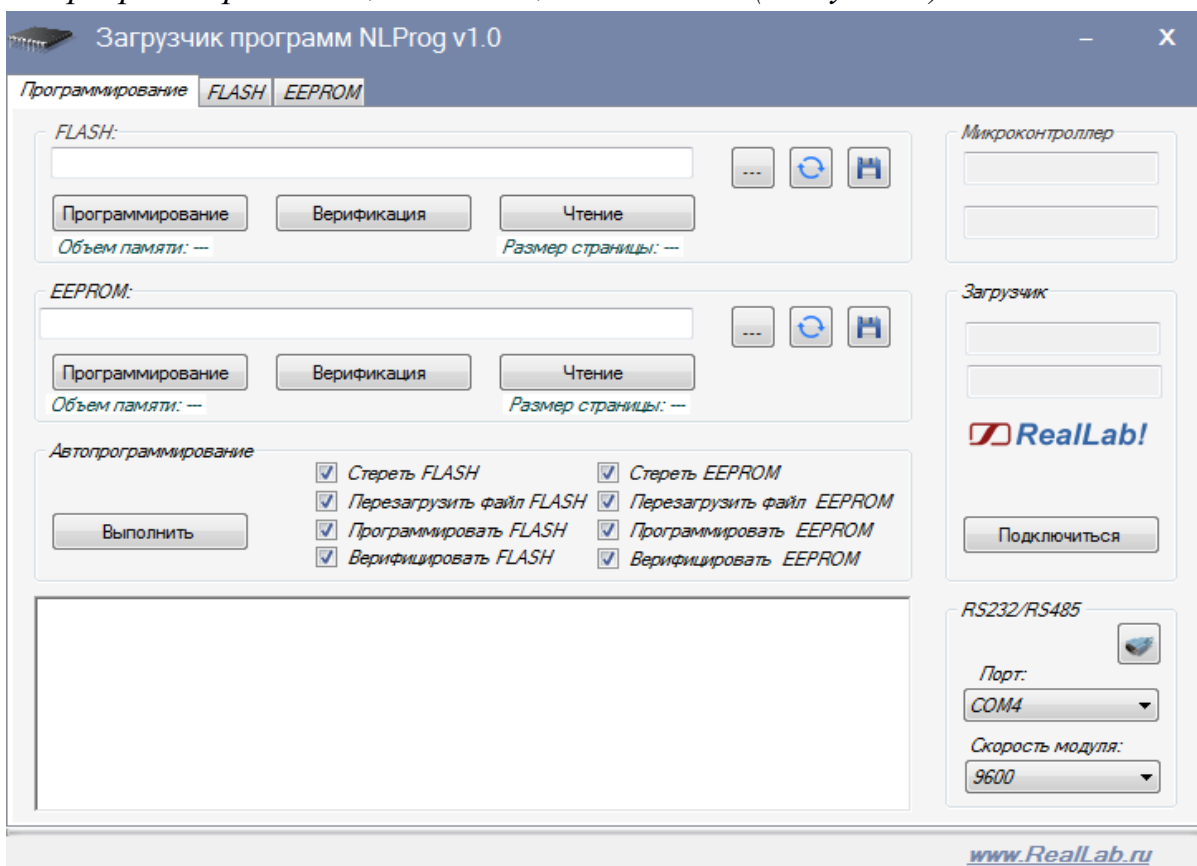 Загрузчик программ NLProg v1.0
– X
Программирование FLASH EEPROM
FLASH:
...
Программирование Верификация Чтение
Объем памяти: --- Размер страницы: ---
EEPROM:
...
Программирование Верификация Чтение
Объем памяти: --- Размер страницы: ---
Автопрограммирование
Выполнить
Стереть FLASH Стереть EEPROM
Перезагрузить файл FLASH Перезагрузить файл EEPROM
Программировать FLASH Программировать EEPROM
Верифицировать FLASH Верифицировать EEPROM
Микроконтроллер
Загрузчик
RealLab!
Подключиться
RS232/RS485
Порт:
COM4
Скорость модуля:
9600
www.RealLab.ru